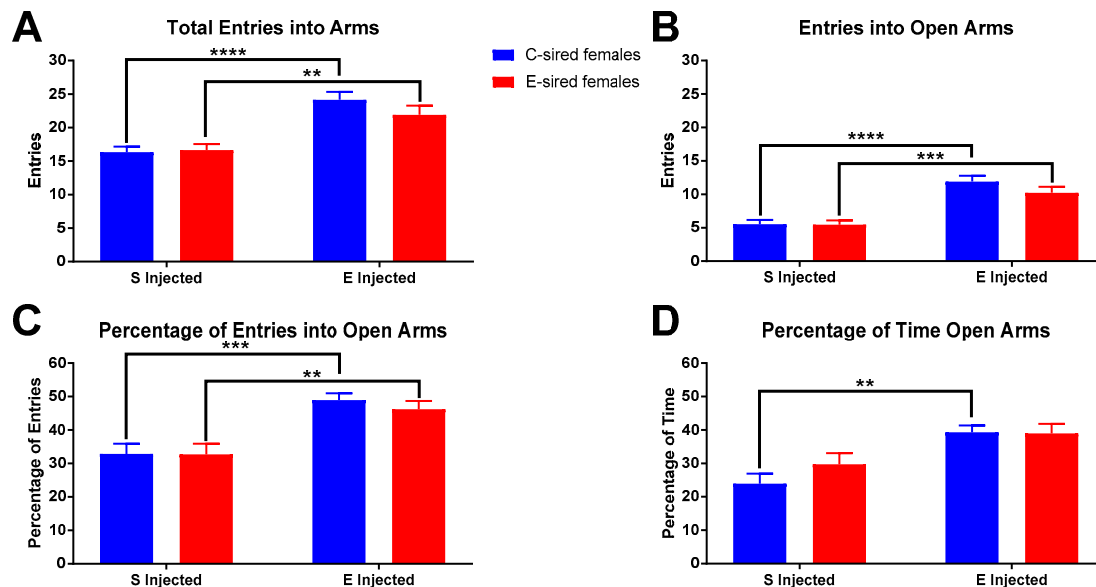 A
Total Entries into Arms
****
**
Entries
30
25
20
15
10
5
0
S Injected
E Injected
C-sired females
E-sired females
B
Entries into Open Arms
****
***
Entries
30
25
20
15
10
5
0
S Injected
E Injected
C
Percentage of Entries into Open Arms
***
**
Percentage of Entries
60
50
40
30
20
10
0
S Injected
E Injected
D
Percentage of Time Open Arms
**
Percentage of Time
60
50
40
30
20
10
0
S Injected
E Injected